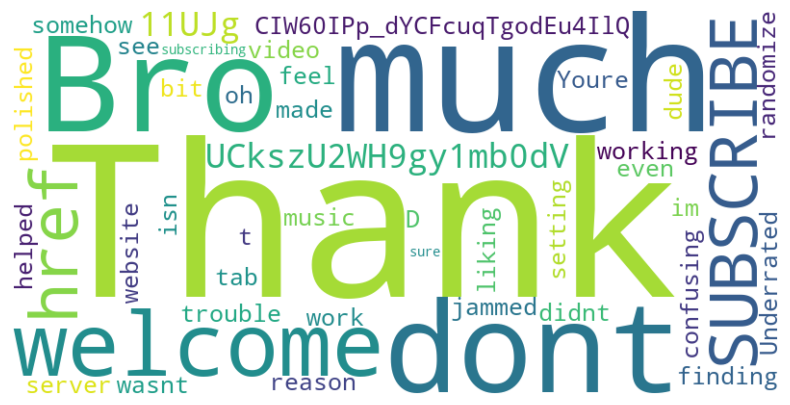 somehow
11UJg
CIW60IPp_dYCFcuqTgodEu4IlQ
see
subscribing
video
Bro
much
SUBSCRIBE
randomize
polished
bit
oh
feel
made
Youre
dude
UCkszU2WH9gy1mb0dV
working
even
Thank
href
helped
website
isn
t
tab
music
D
sure
liking
setting
im
confusing
Underrated
trouble
work
jammed
didnt
welcome
dont
finding
server
wasnt
reason